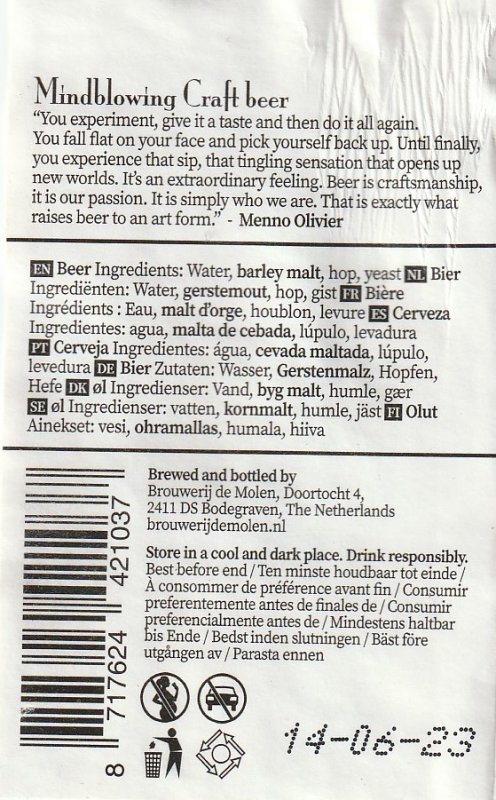 Mindblowing Craft beer
“You experiment, give it a taste and then do it all again.
You fall flat on your face and pick yourself back up. Until finally,
you experience that sip, that tingling sensation that opens up
new worlds. It's an extraordinary feeling. Beer is craftsmanship,
it is our passion. It is simply who we are. That is exactly what
raises beer to an art form.” - Menno Olivier
EN Beer Ingredients: Water, barley malt, hop, yeast NL Bier
Ingrediënten: Water, gerstemout, hop, gist FR Bière
Ingrédients : Eau, malt d'orge, houblon, levure ES Cerveza
Ingredientes: agua, malta de cebada, lúpulo, levadura
PT Cerveja Ingredientes: água, cevada maltada, lúpulo,
levedura DE Bier Zutaten: Wasser, Gerstenmalz, Hopfen,
Hefe DK øl Ingredienser: Vand, byg malt, humle, gær
SE øl Ingredienser: vatten, kornmalt, humle, jäst FI Olut
Ainekset: vesi, ohramallas, humala, hiiva
Brewed and bottled by
Brouwerij de Molen, Doortocht 4,
2411 DS Bodegraven, The Netherlands
brouwerijdemolen.nl
Store in a cool and dark place. Drink responsibly.
Best before end / Ten minste houdbaar tot einde /
À consommer de préférence avant fin / Consumir
preferentemente antes de finales de / Consumir
preferencialmente antes de / Mindestens haltbar
bis Ende / Bedst inden slutningen / Bäst före
utgången av / Parasta ennen
8 717624 421037
14-06-23